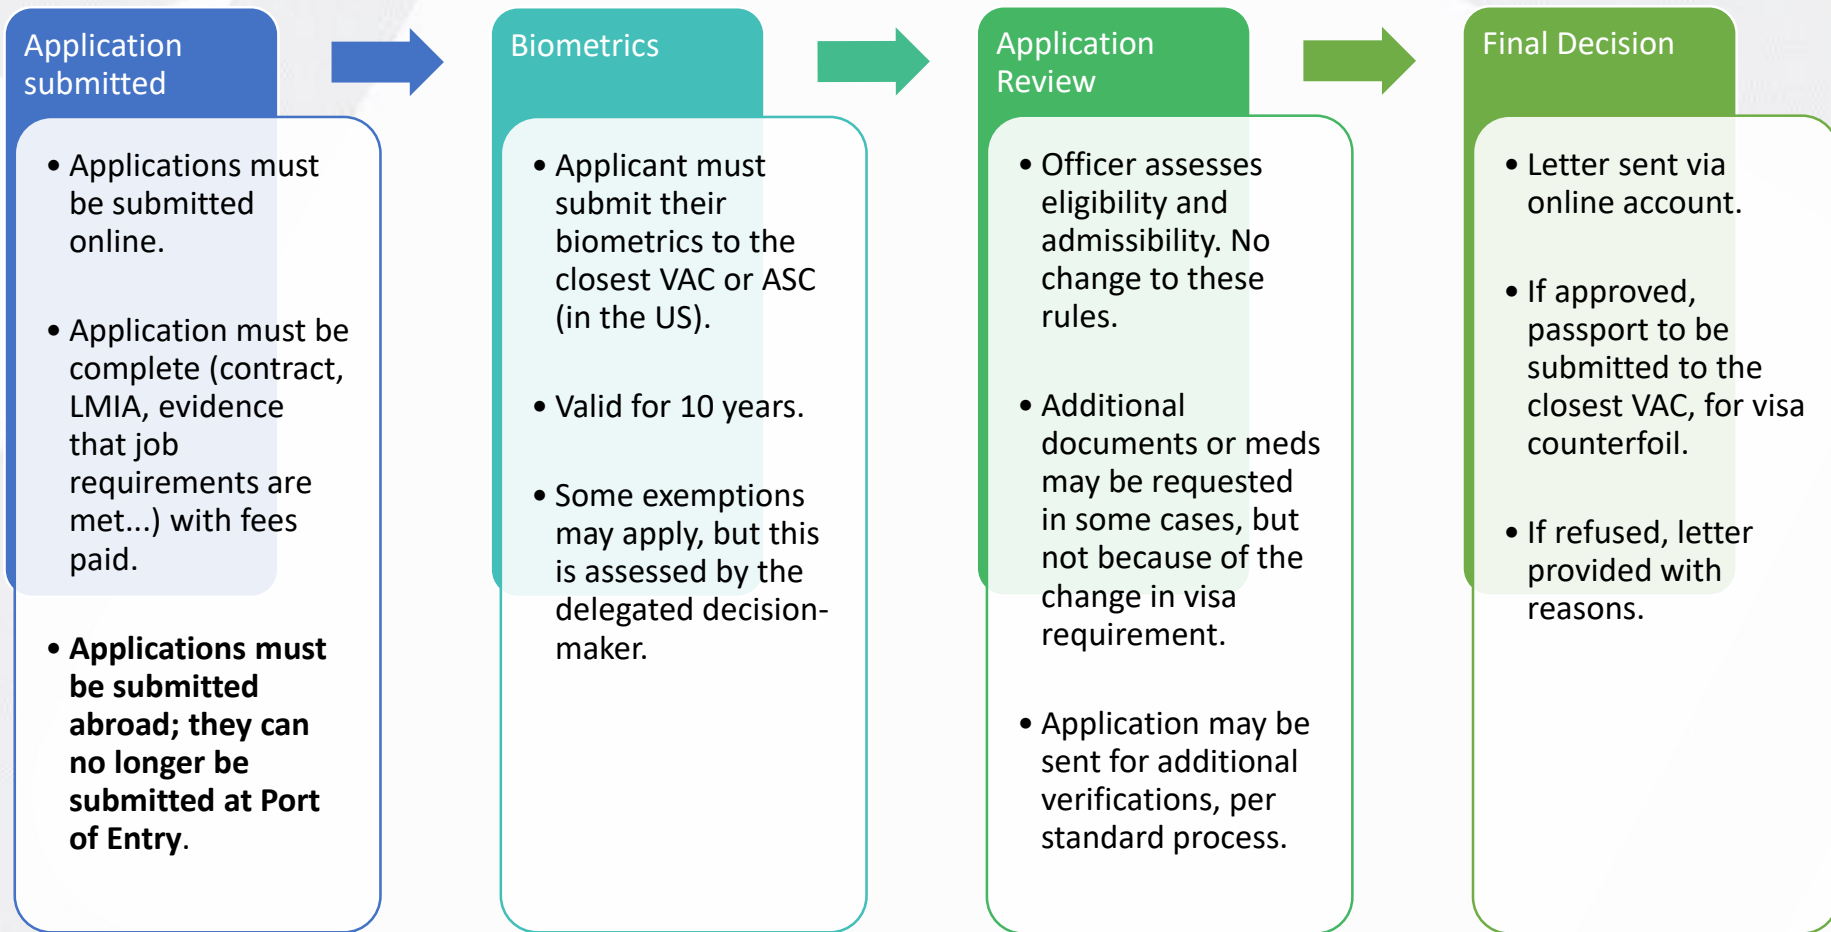 Application
submitted
• Applications must
be submitted
online.
• Application must be
complete (contract,
LMIA, evidence
that job
requirements are
met...) with fees
paid.
• Applications must
be submitted
abroad; they can
no longer be
submitted at Port
of Entry.
Biometrics
• Applicant must
submit their
biometrics to the
closest VAC or ASC
(in the US).
• Valid for 10 years.
• Some exemptions
may apply, but this
is assessed by the
delegated decision-
maker.
Application
Review
• Officer assesses
eligibility and
admissibility. No
change to these
rules.
• Additional
documents or meds
may be requested
in some cases, but
not because of the
change in visa
requirement.
• Application may be
sent for additional
verifications, per
standard process.
Final Decision
• Letter sent via
online account.
• If approved,
passport to be
submitted to the
closest VAC, for visa
counterfoil.
• If refused, letter
provided with
reasons.